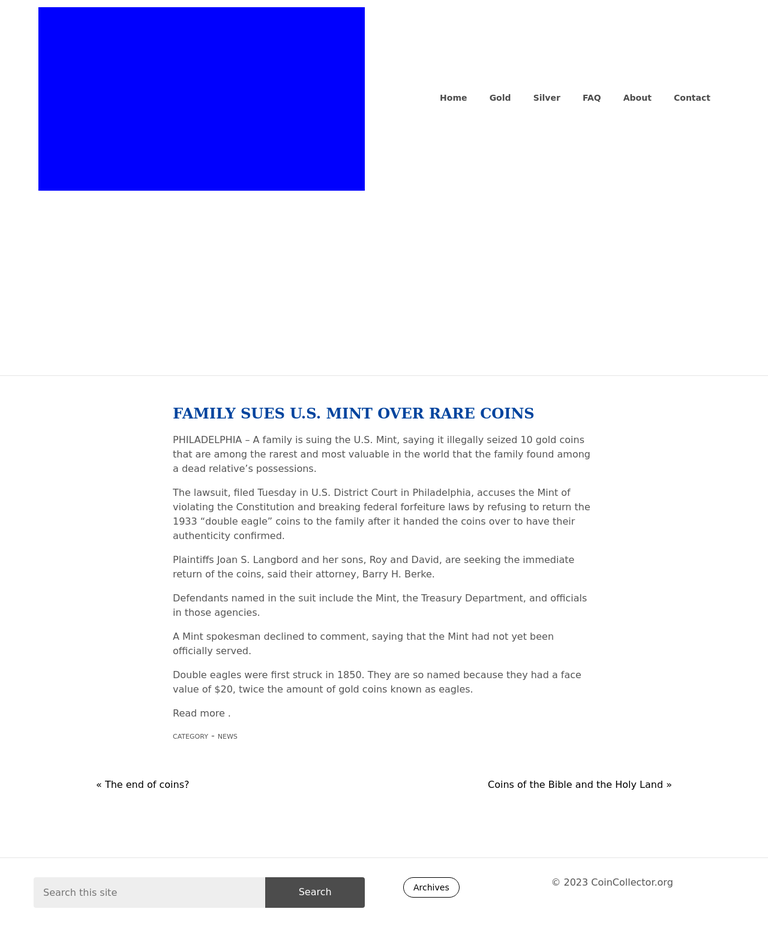 Home Gold Silver FAQ About Contact
FAMILY SUES U.S. MINT OVER RARE COINS
PHILADELPHIA – A family is suing the U.S. Mint, saying it illegally seized 10 gold coins
that are among the rarest and most valuable in the world that the family found among
a dead relative’s possessions.
The lawsuit, filed Tuesday in U.S. District Court in Philadelphia, accuses the Mint of
violating the Constitution and breaking federal forfeiture laws by refusing to return the
1933 “double eagle” coins to the family after it handed the coins over to have their
authenticity confirmed.
Plaintiffs Joan S. Langbord and her sons, Roy and David, are seeking the immediate
return of the coins, said their attorney, Barry H. Berke.
Defendants named in the suit include the Mint, the Treasury Department, and officials
in those agencies.
A Mint spokesman declined to comment, saying that the Mint had not yet been
officially served.
Double eagles were first struck in 1850. They are so named because they had a face
value of $20, twice the amount of gold coins known as eagles.
Read more .
CATEGORY – NEWS
« The end of coins? Coins of the Bible and the Holy Land »
Search this site Search Archives © 2023 CoinCollector.org